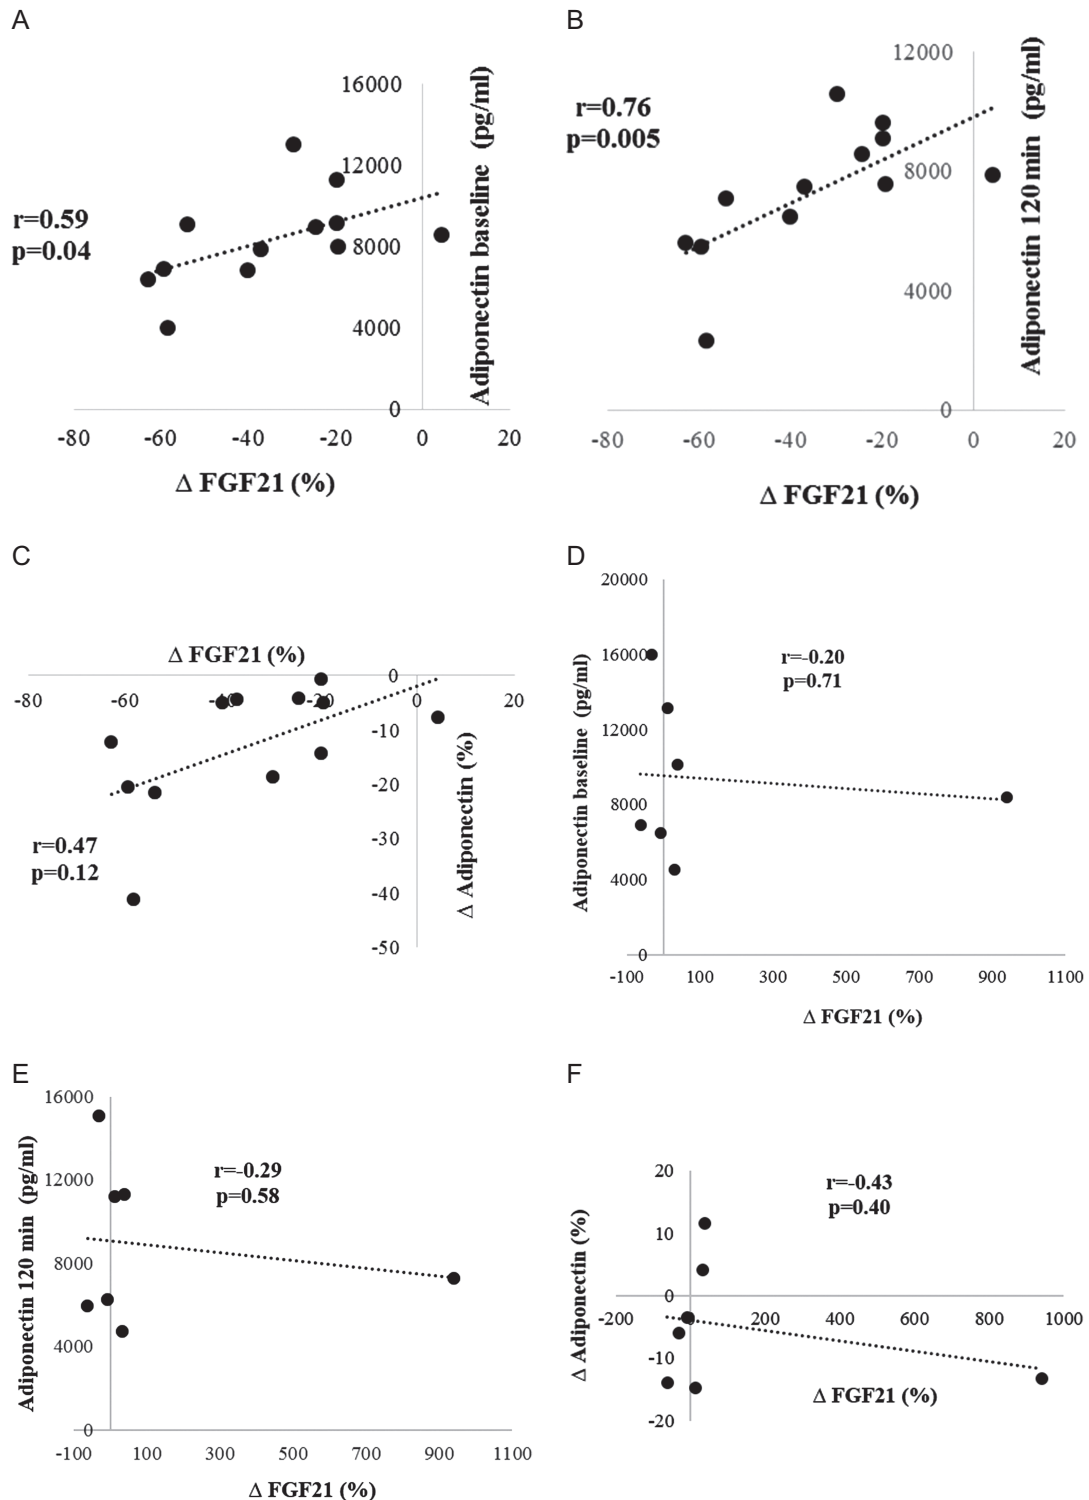 A
16000
12000
8000
4000
0
-80 -60 -40 -20 0 20
Δ FGF21 (%)
Adiponectin baseline (pg/ml)
r=0.59
p=0.04
B
12000
8000
4000
0
-80 -60 -40 -20 0 20
Δ FGF21 (%)
Adiponectin 120 min (pg/ml)
r=0.76
p=0.005
C
Δ FGF21 (%)
-80 -60 -40 -20 20
0
-10
-20
-30
-40
-50
Δ Adiponectin (%)
r=0.47
p=0.12
D
20000
16000
12000
8000
4000
0
-100 100 300 500 700 900 1100
Δ FGF21 (%)
Adiponectin baseline (pg/ml)
r=-0.20
p=0.71
E
16000
12000
8000
4000
0
-100 100 300 500 700 900 1100
Δ FGF21 (%)
Adiponectin 120 min (pg/ml)
r=-0.29
p=0.58
F
20
10
0
-10
-20
-200 0 200 400 600 800 1000
Δ FGF21 (%)
Δ Adiponectin (%)
r=-0.43
p=0.40